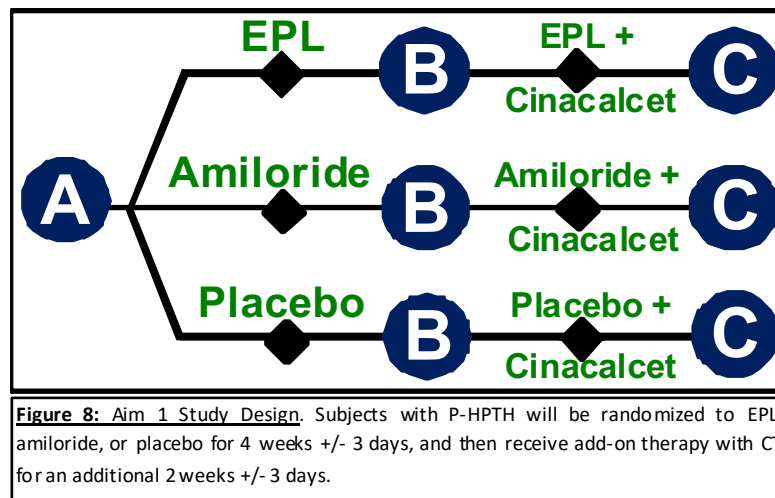 EPL
EPL +
B
C
Cinacalcet
Amiloride
Amiloride +
A
B
C
Cinacalcet
Placebo
Placebo +
B
C
Cinacalcet
Figure 8: Aim 1 Study Design. Subjects with P-HPTH will be randomized to EPL
amiloride, or placebo for 4 weeks +/- 3 days, and then receive add-on therapy with CT
for an additional 2 weeks +/- 3 days.